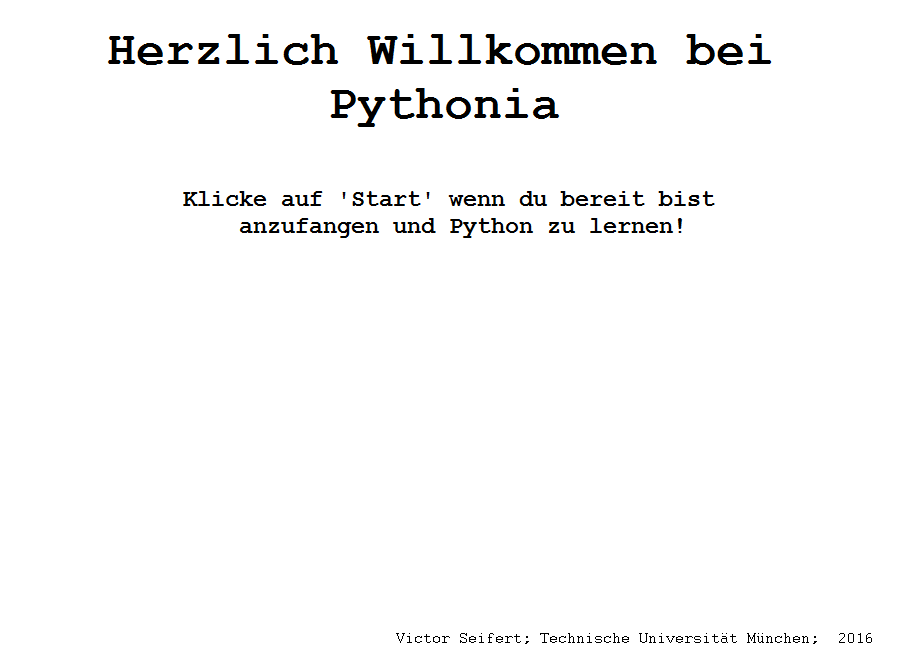 Herzlich Willkommen bei
Pythonia
Klicke auf 'Start' wenn du bereit bist
anzufangen und Python zu lernen!
Victor Seifert; Technische Universität München;  2016